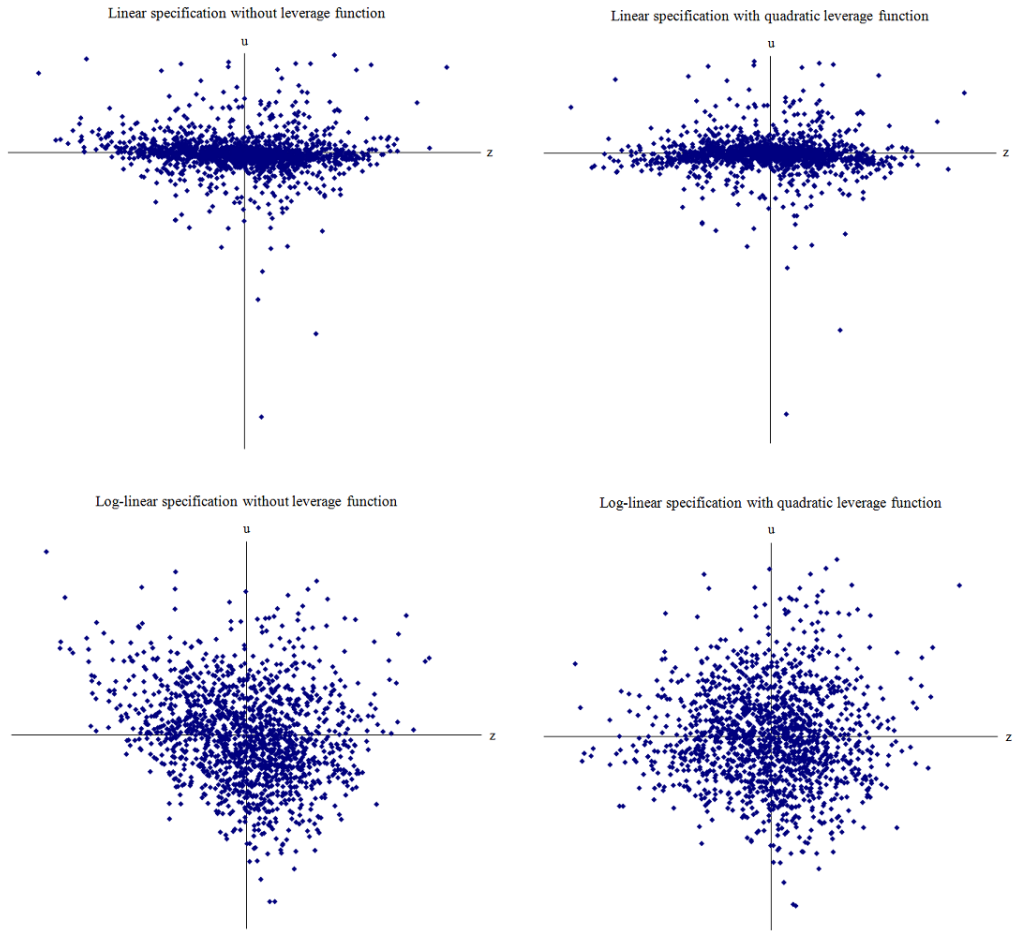 Linear specification without leverage function
u
z
Linear specification with quadratic leverage function
u
z
Log-linear specification without leverage function
u
z
Log-linear specification with quadratic leverage function
u
z